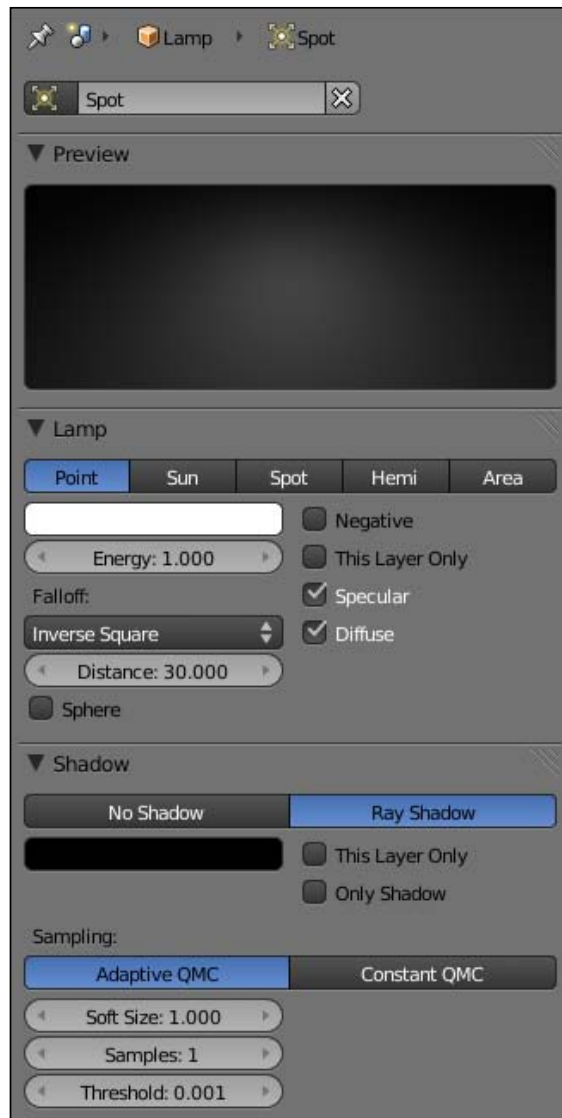 Lamp Spot
Spot
Preview
Lamp
Point Sun Spot Hemi Area
Negative
Energy: 1.000 This Layer Only
Falloff: Specular
Inverse Square Diffuse
Distance: 30.000
Sphere
Shadow
No Shadow Ray Shadow
This Layer Only
Only Shadow
Sampling:
Adaptive QMC Constant QMC
Soft Size: 1.000
Samples: 1
Threshold: 0.001